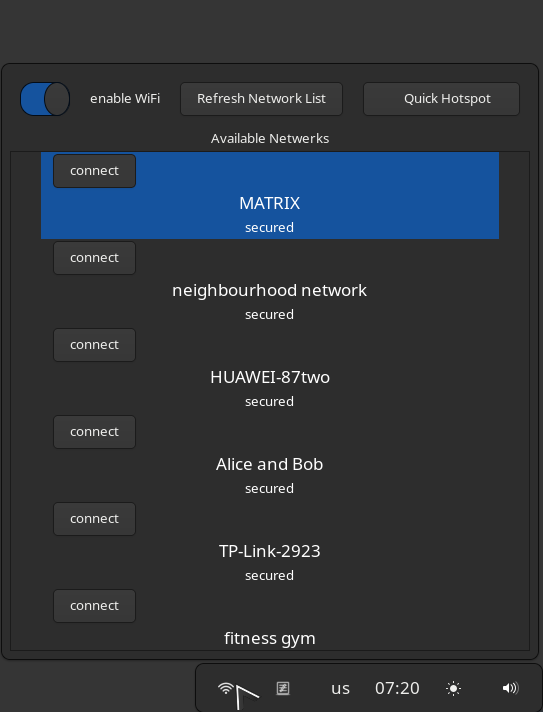 enable WiFi Refresh Network List Quick Hotspot
Available Netwerks
connect
MATRIX
secured
connect
neighbourhood network
secured
connect
HUAWEI-87two
secured
connect
Alice and Bob
secured
connect
TP-Link-2923
secured
connect
fitness gym
us 07:20